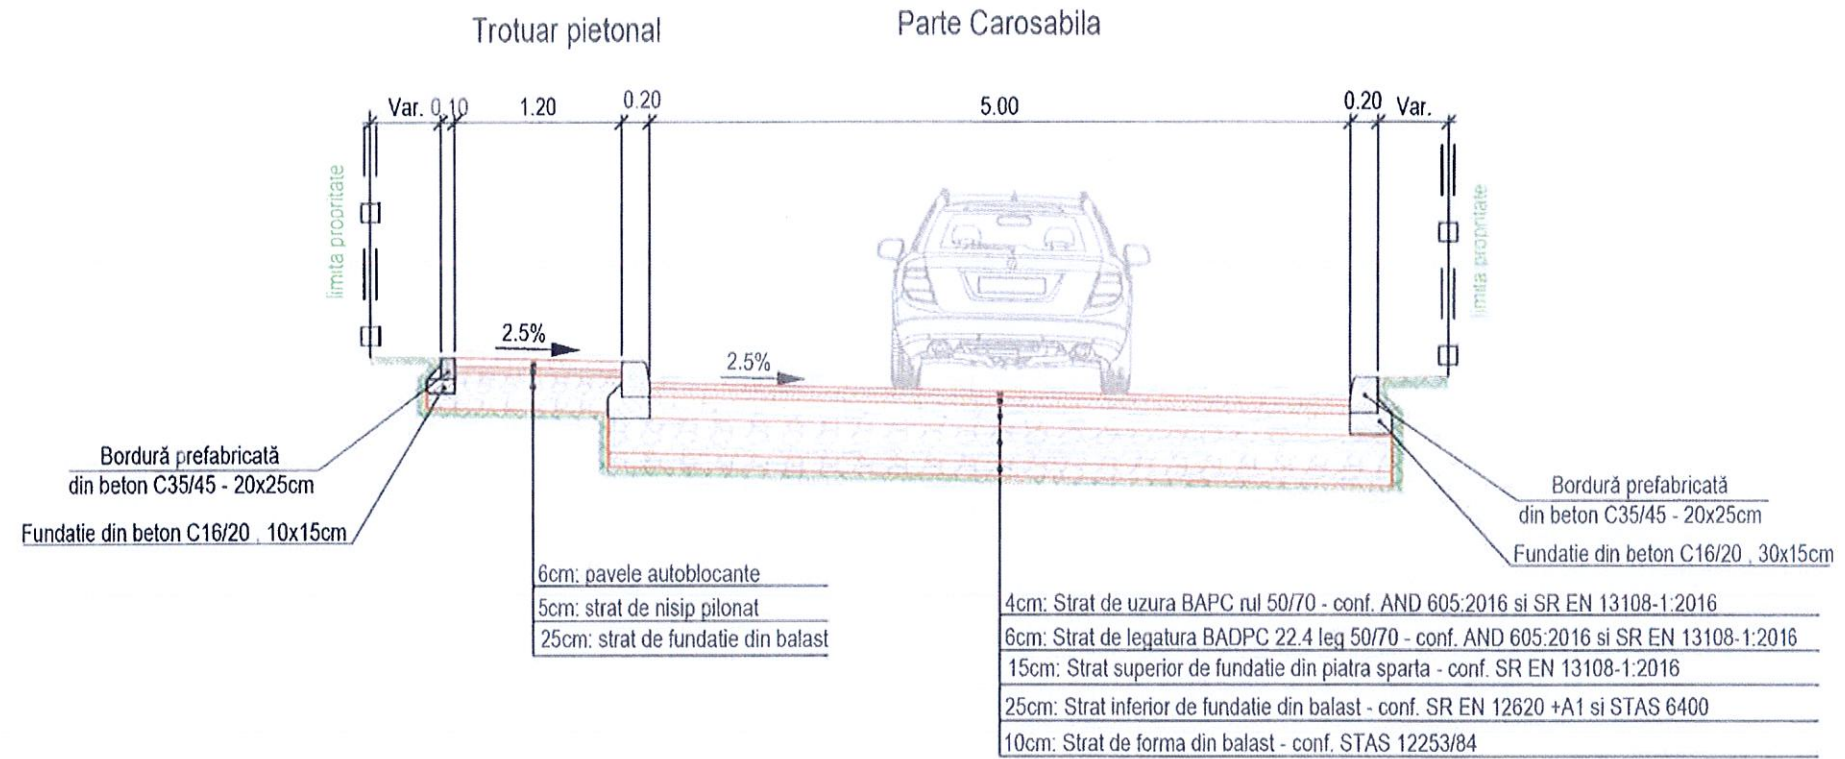 Trotuar pietonal
Parte Carosabila
Var. 0.10 1.20 0.20 5.00 0.20 Var.
limita proritate
limita propritate
2.5%
2.5%
Bordură prefabricată
din beton C35/45 - 20x25cm
Fundatie din beton C16/20 , 10x15cm
Bordură prefabricată
din beton C35/45 - 20x25cm
Fundatie din beton C16/20 , 30x15cm
6cm: pavele autoblocante
5cm: strat de nisip pilonat
25cm: strat de fundatie din balast
4cm: Strat de uzura BAPC rul 50/70 - conf. AND 605:2016 si SR EN 13108-1:2016
6cm: Strat de legatura BADPC 22.4 leg 50/70 - conf. AND 605:2016 si SR EN 13108-1:2016
15cm: Strat superior de fundatie din piatra sparta - conf. SR EN 13108-1:2016
25cm: Strat inferior de fundatie din balast - conf. SR EN 12620 +A1 si STAS 6400
10cm: Strat de forma din balast - conf. STAS 12253/84